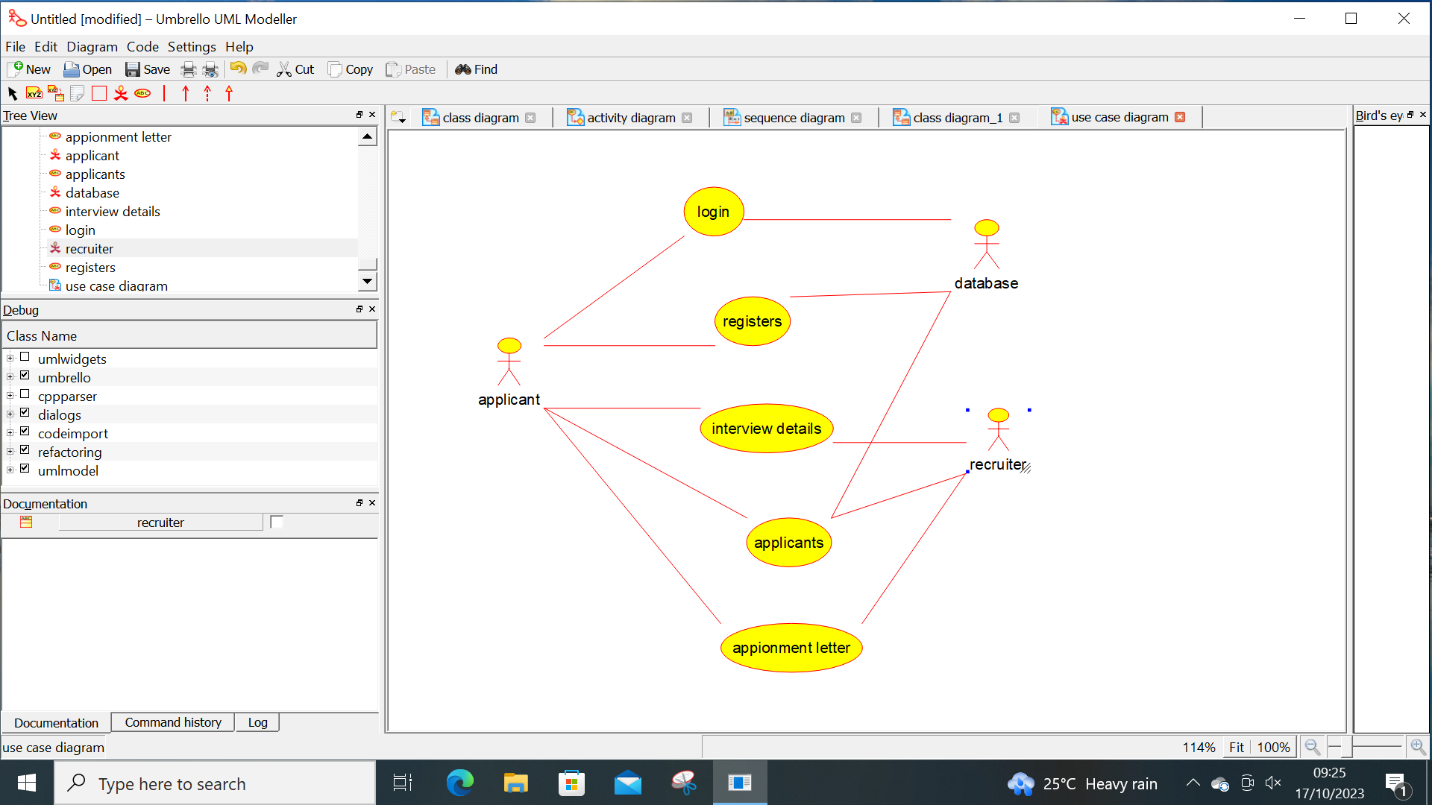 Untitled [modified] – Umbrello UML Modeller
File Edit Diagram Code Settings Help
New Open Save Cut Copy Paste Find
XYZ ABC
Tree View
appionment letter
applicant
applicants
database
interview details
login
recruiter
registers
use case diagram
Debug
Class Name
umlwidgets
umbrello
cppparser
dialogs
codeimport
refactoring
umlmodel
Documentation
recruiter
Documentation Command history Log
use case diagram
class diagram activity diagram sequence diagram class diagram_1 use case diagram
login
database
registers
applicant
interview details
recruiter
applicants
appionment letter
Bird's ey
114% Fit 100%
Type here to search
25°C Heavy rain
09:25
17/10/2023
1